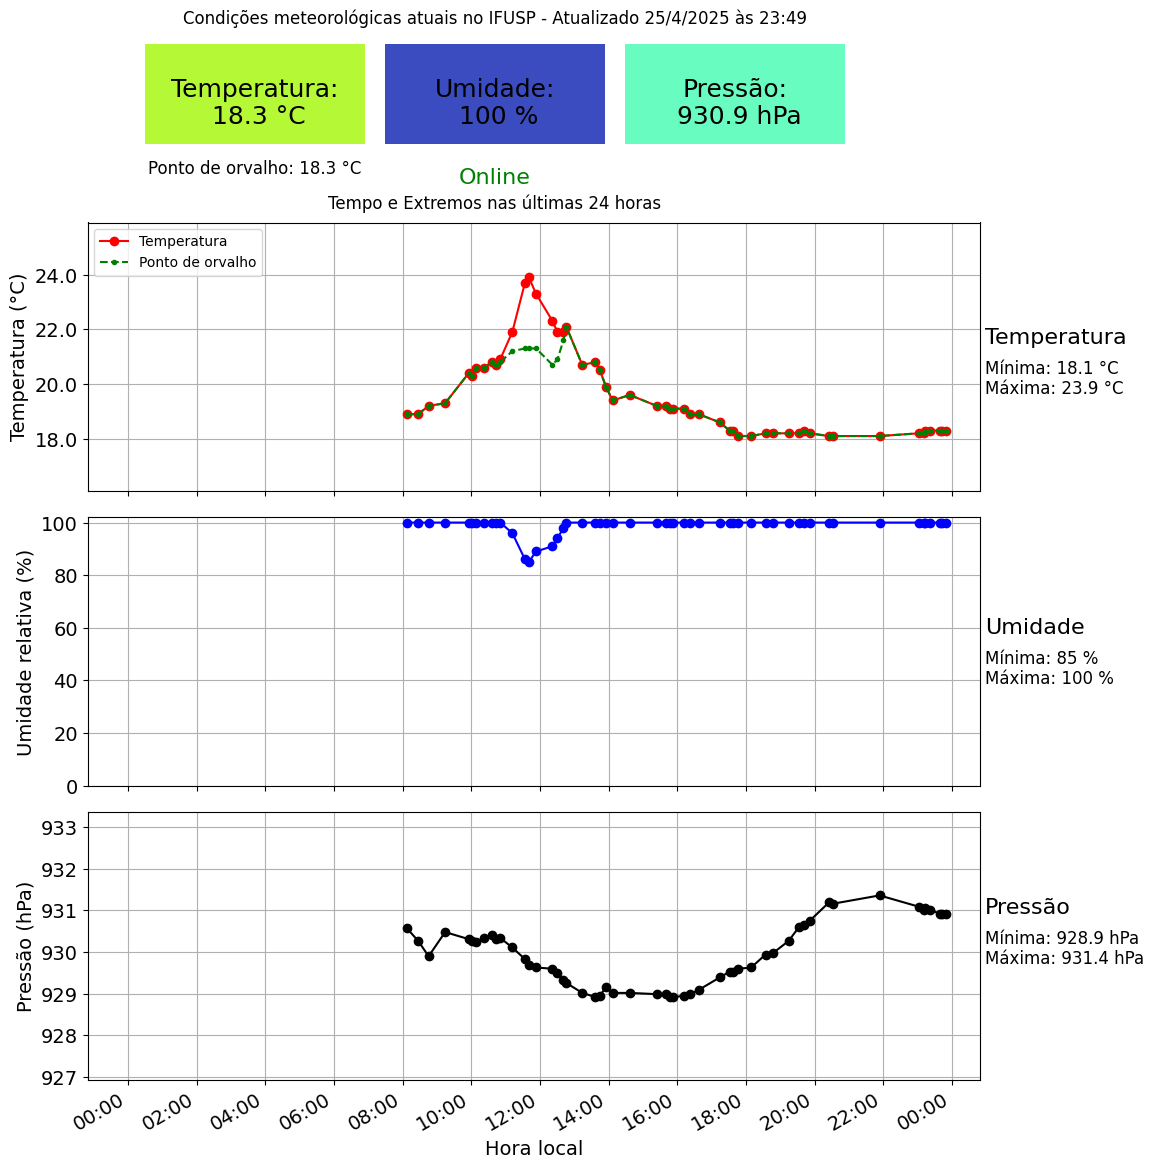 Condições meteorológicas atuais no IFUSP - Atualizado 25/4/2025 às 23:49
Temperatura:
18.3 °C
Umidade:
100 %
Pressão:
930.9 hPa
Ponto de orvalho: 18.3 °C
Online
Tempo e Extremos nas últimas 24 horas
Temperatura
Ponto de orvalho
Temperatura (°C)
24.0
22.0
20.0
18.0
Temperatura
Mínima: 18.1 °C
Máxima: 23.9 °C
Umidade relativa (%)
100
80
60
40
20
0
Umidade
Mínima: 85 %
Máxima: 100 %
Pressão (hPa)
933
932
931
930
929
928
927
Pressão
Mínima: 928.9 hPa
Máxima: 931.4 hPa
00:00
02:00
04:00
06:00
08:00
10:00
12:00
14:00
16:00
18:00
20:00
22:00
00:00
Hora local